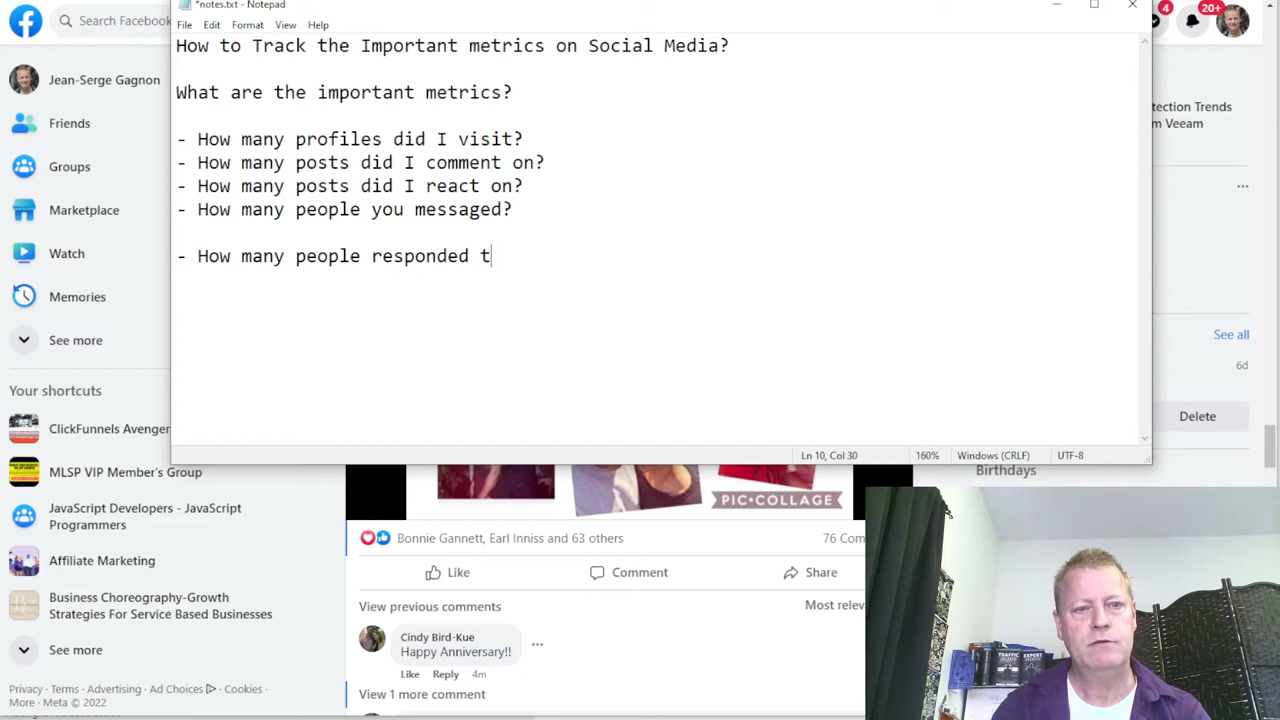 *notes.txt - Notepad
File Edit Format View Help
How to Track the Important metrics on Social Media?
What are the important metrics?
- How many profiles did I visit?
- How many posts did I comment on?
- How many posts did I react on?
- How many people you messaged?
- How many people responded t
Ln 10, Col 30 160% Windows (CRLF) UTF-8
Search Facebook
Jean-Serge Gagnon
Friends
Groups
Marketplace
Watch
Memories
See more
Your shortcuts
ClickFunnels Avenger
MLSP VIP Member's Group
JavaScript Developers - JavaScript
Programmers
Affiliate Marketing
Business Choreography-Growth
Strategies For Service Based Businesses
See more
Privacy · Terms · Advertising · Ad Choices · Cookies ·
More · Meta © 2022
4
20+
tection Trends
m Veeam
See all
6d
Delete
Birthdays
PIC•COLLAGE
Bonnie Gannett, Earl Inniss and 63 others
76 Com
Like
Comment
Share
View previous comments
Most relev
Cindy Bird-Kue
Happy Anniversary!!
Like Reply 4m
View 1 more comment
TRAFFIC
SECRETS
EXPERT
SECRETS